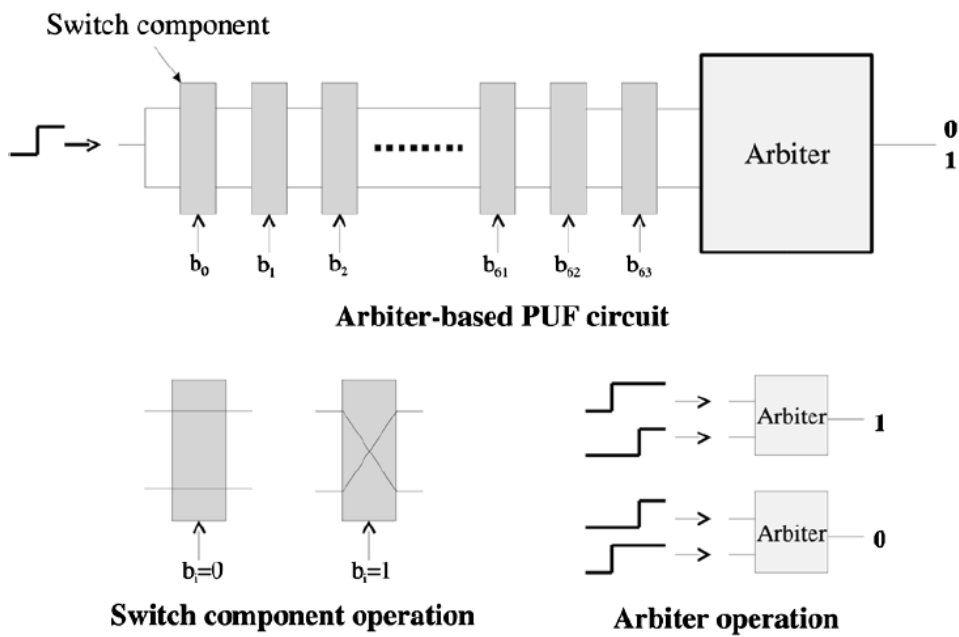 Switch component
Arbiter
0
1
b0 b1 b2 b61 b62 b63
Arbiter-based PUF circuit
Arbiter
1
Arbiter
0
bi=0 bi=1
Switch component operation
Arbiter operation